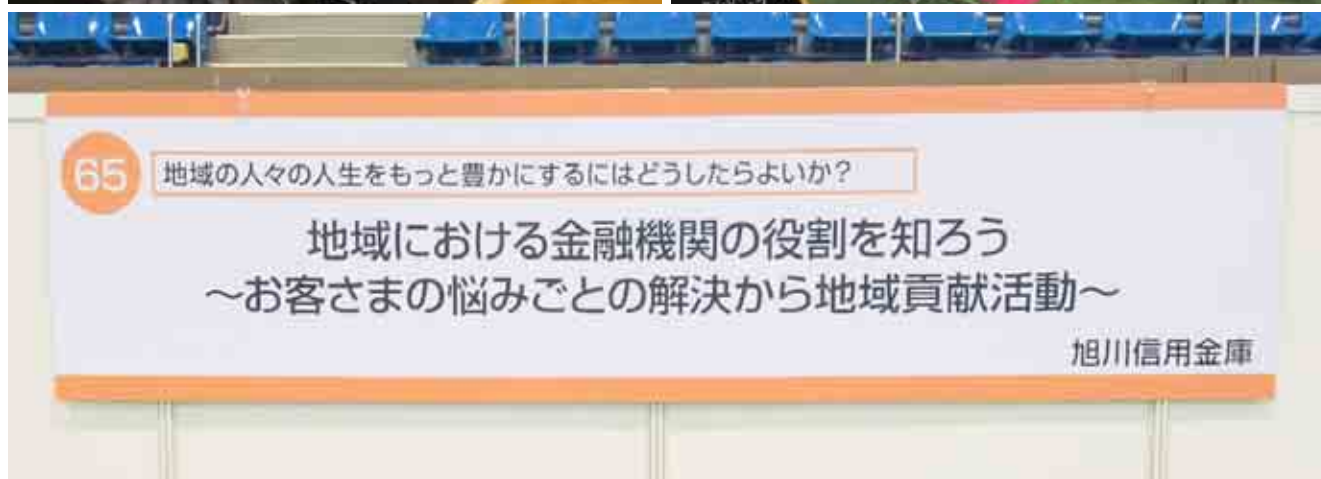 65
地域の人々の人生をもっと豊かにするにはどうしたらよいか?
地域における金融機関の役割を知ろう
~お客さまの悩みごとの解決から地域貢献活動~
旭川信用金庫